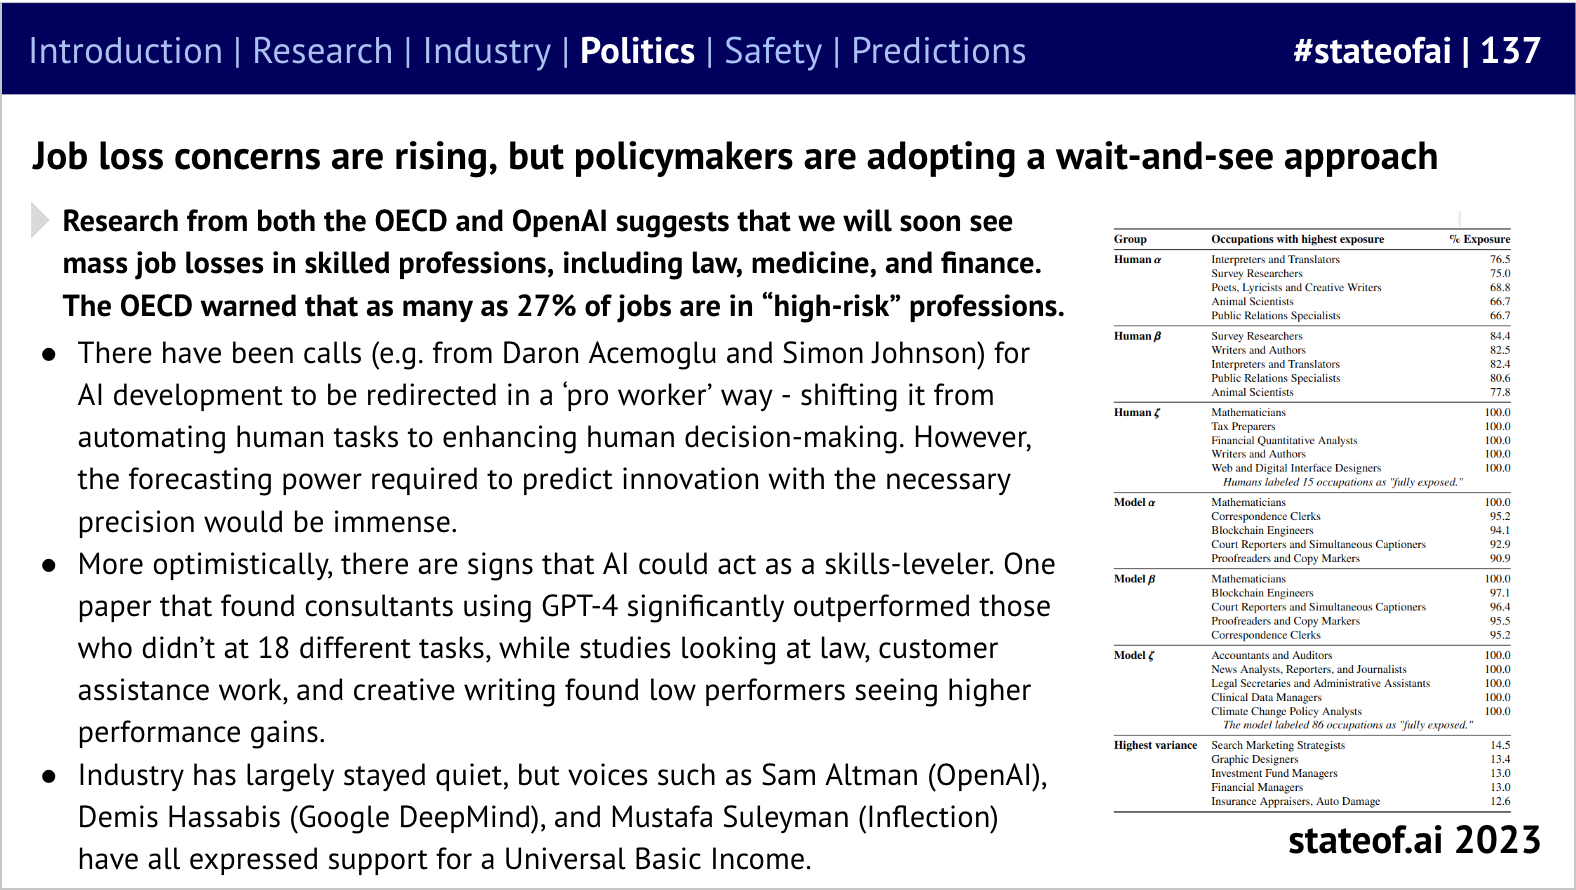 Introduction | Research | Industry | Politics | Safety | Predictions
#stateofai | 137
Job loss concerns are rising, but policymakers are adopting a wait-and-see approach
Research from both the OECD and OpenAI suggests that we will soon see
mass job losses in skilled professions, including law, medicine, and finance.
The OECD warned that as many as 27% of jobs are in “high-risk” professions.
● There have been calls (e.g. from Daron Acemoglu and Simon Johnson) for
AI development to be redirected in a ‘pro worker’ way - shifting it from
automating human tasks to enhancing human decision-making. However,
the forecasting power required to predict innovation with the necessary
precision would be immense.
● More optimistically, there are signs that AI could act as a skills-leveler. One
paper that found consultants using GPT-4 significantly outperformed those
who didn’t at 18 different tasks, while studies looking at law, customer
assistance work, and creative writing found low performers seeing higher
performance gains.
● Industry has largely stayed quiet, but voices such as Sam Altman (OpenAI),
Demis Hassabis (Google DeepMind), and Mustafa Suleyman (Inflection)
have all expressed support for a Universal Basic Income.
Group Occupations with highest exposure % Exposure
Human α Interpreters and Translators 76.5
Survey Researchers 75.0
Poets, Lyricists and Creative Writers 68.8
Animal Scientists 66.7
Public Relations Specialists 66.7
Human β Survey Researchers 84.4
Writers and Authors 82.5
Interpreters and Translators 82.4
Public Relations Specialists 80.6
Animal Scientists 77.8
Human ζ Mathematicians 100.0
Tax Preparers 100.0
Financial Quantitative Analysts 100.0
Writers and Authors 100.0
Web and Digital Interface Designers 100.0
Humans labeled 15 occupations as "fully exposed."
Model α Mathematicians 100.0
Correspondence Clerks 95.2
Blockchain Engineers 94.1
Court Reporters and Simultaneous Captioners 92.9
Proofreaders and Copy Markers 90.9
Model β Mathematicians 100.0
Blockchain Engineers 97.1
Court Reporters and Simultaneous Captioners 96.4
Proofreaders and Copy Markers 95.5
Correspondence Clerks 95.2
Model ζ Accountants and Auditors 100.0
News Analysts, Reporters, and Journalists 100.0
Legal Secretaries and Administrative Assistants 100.0
Clinical Data Managers 100.0
Climate Change Policy Analysts 100.0
The model labeled 86 occupations as "fully exposed."
Highest variance Search Marketing Strategists 14.5
Graphic Designers 13.4
Investment Fund Managers 13.0
Financial Managers 13.0
Insurance Appraisers, Auto Damage 12.6
stateof.ai 2023